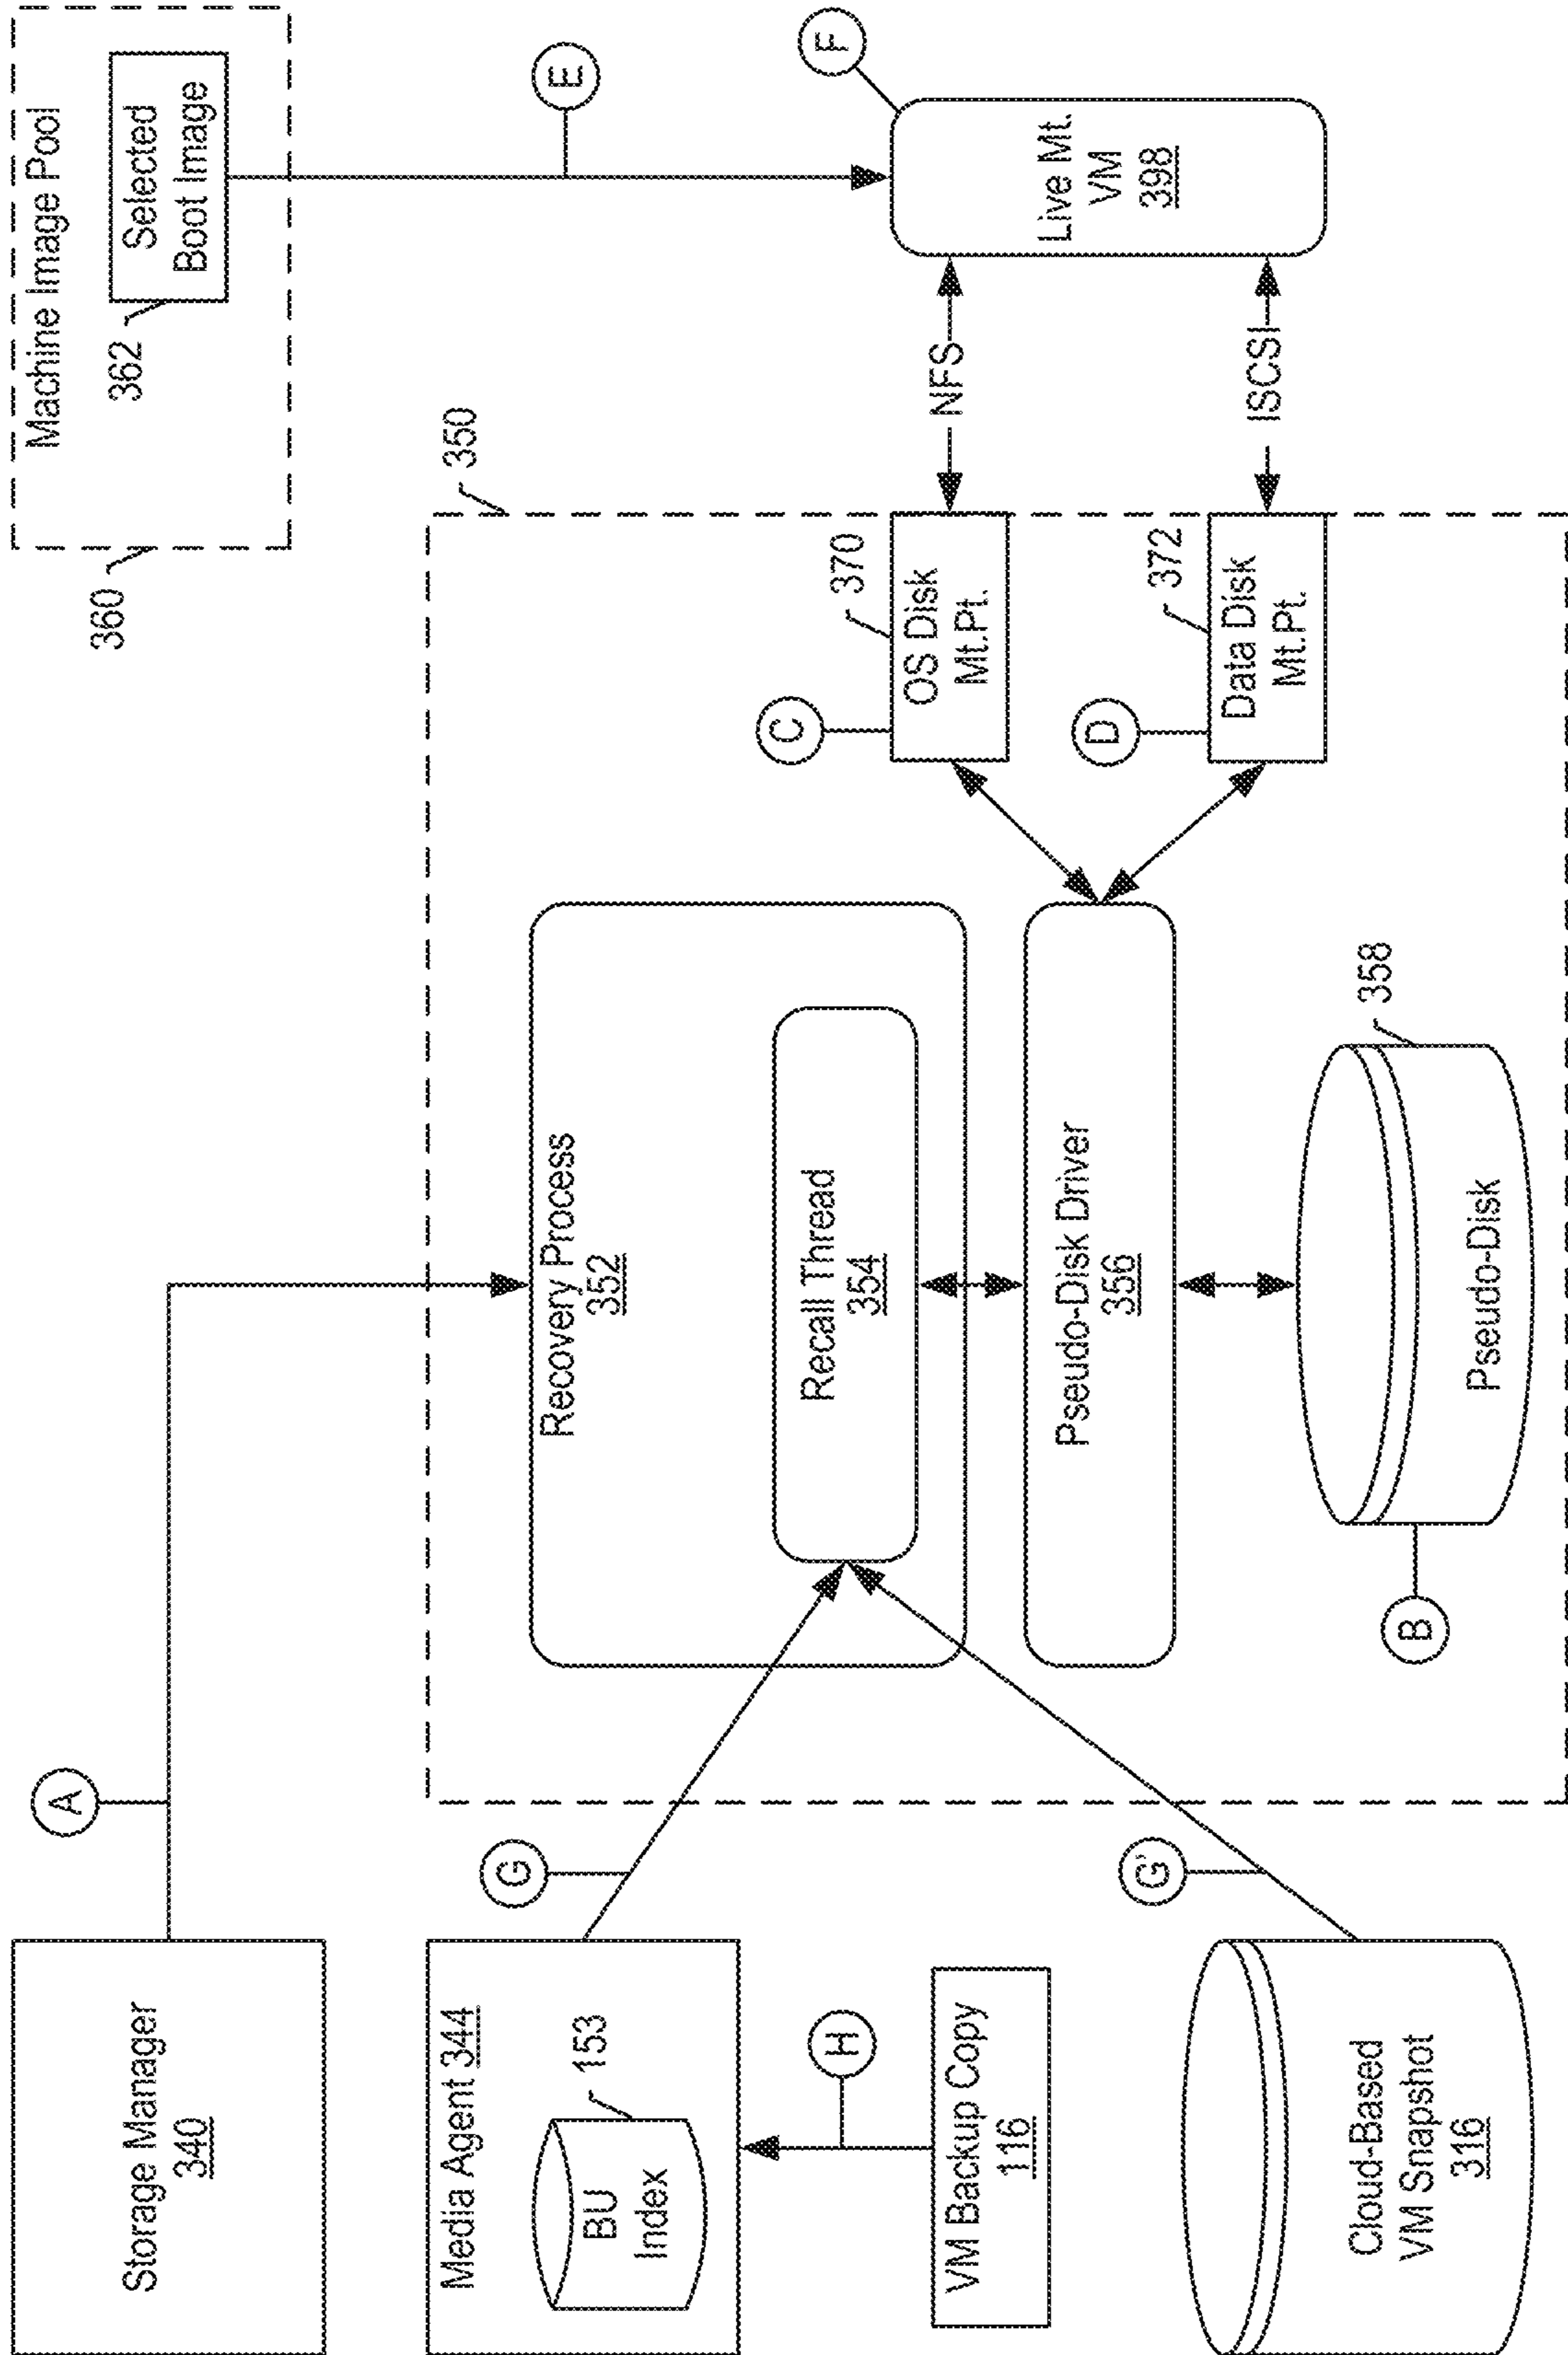 Storage Manager
340
A
Machine Image Pool
Selected
Boot Image
362
360
E
F
Live Mt.
VM
398
NFS
ISCSI
350
Media Agent 344
BU
Index
153
H
VM Backup Copy
116
Cloud-Based
VM Snapshot
316
G
G'
Recovery Process
352
Recall Thread
354
Pseudo-Disk Driver
356
Pseudo-Disk
358
B
C
OS Disk
Mt.Pt.
370
D
Data Disk
Mt.Pt.
372